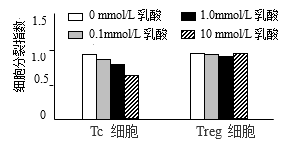 细胞分裂指数
1.5
1.0
0.5
0
0 mmol/L 乳酸
1.0mmol/L 乳酸
0.1mmol/L 乳酸
10 mmol/L 乳酸
Tc 细胞
Treg 细胞